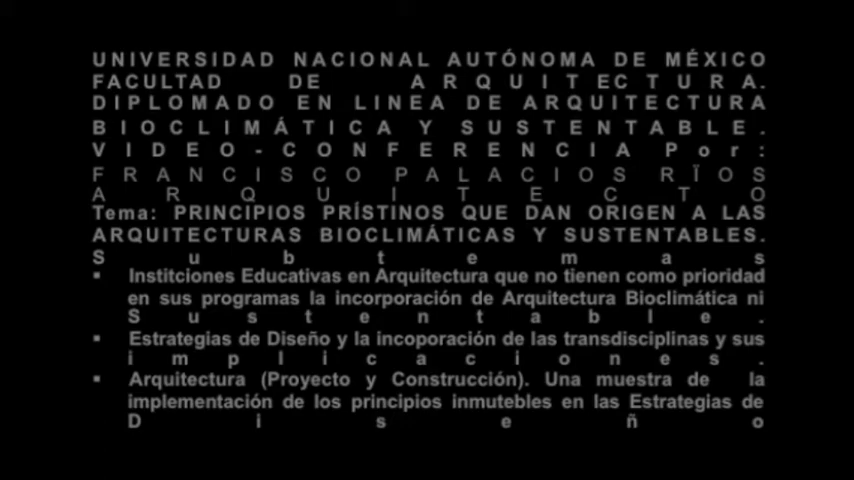 UNIVERSIDAD NACIONAL AUTÓNOMA DE MÉXICO
FACULTAD DE ARQUITECTURA.
DIPLOMADO EN LINEA DE ARQUITECTURA
BIOCLIMÁTICA Y SUSTENTABLE.
VIDEO-CONFERENCIA Por:
FRANCISCO PALACIOS RÏOS
ARQUITECTO
Tema: PRINCIPIOS PRÍSTINOS QUE DAN ORIGEN A LAS
ARQUITECTURAS BIOCLIMÁTICAS Y SUSTENTABLES.
Subtemas
▪ Institciones Educativas en Arquitectura que no tienen como prioridad
en sus programas la incorporación de Arquitectura Bioclimática ni
Sustentable.
▪ Estrategias de Diseño y la incoporación de las transdisciplinas y sus
implicaciones.
▪ Arquitectura (Proyecto y Construcción). Una muestra de la
implementación de los principios inmutebles en las Estrategias de
Diseño